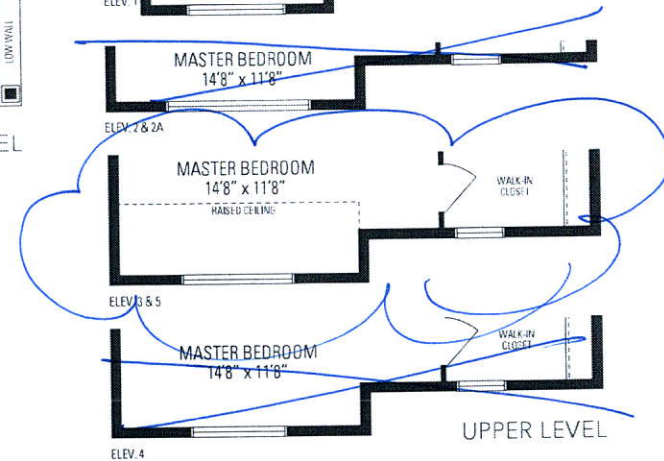 ELEV. 1
LOW WALL
MASTER BEDROOM
14'8" x 11'8"
ELEV. 2 & 2A
EL
MASTER BEDROOM
14'8" x 11'8"
RAISED CEILING
WALK-IN
CLOSET
ELEV. 3 & 5
MASTER BEDROOM
14'8" x 11'8"
WALK-IN
CLOSET
UPPER LEVEL
ELEV. 4